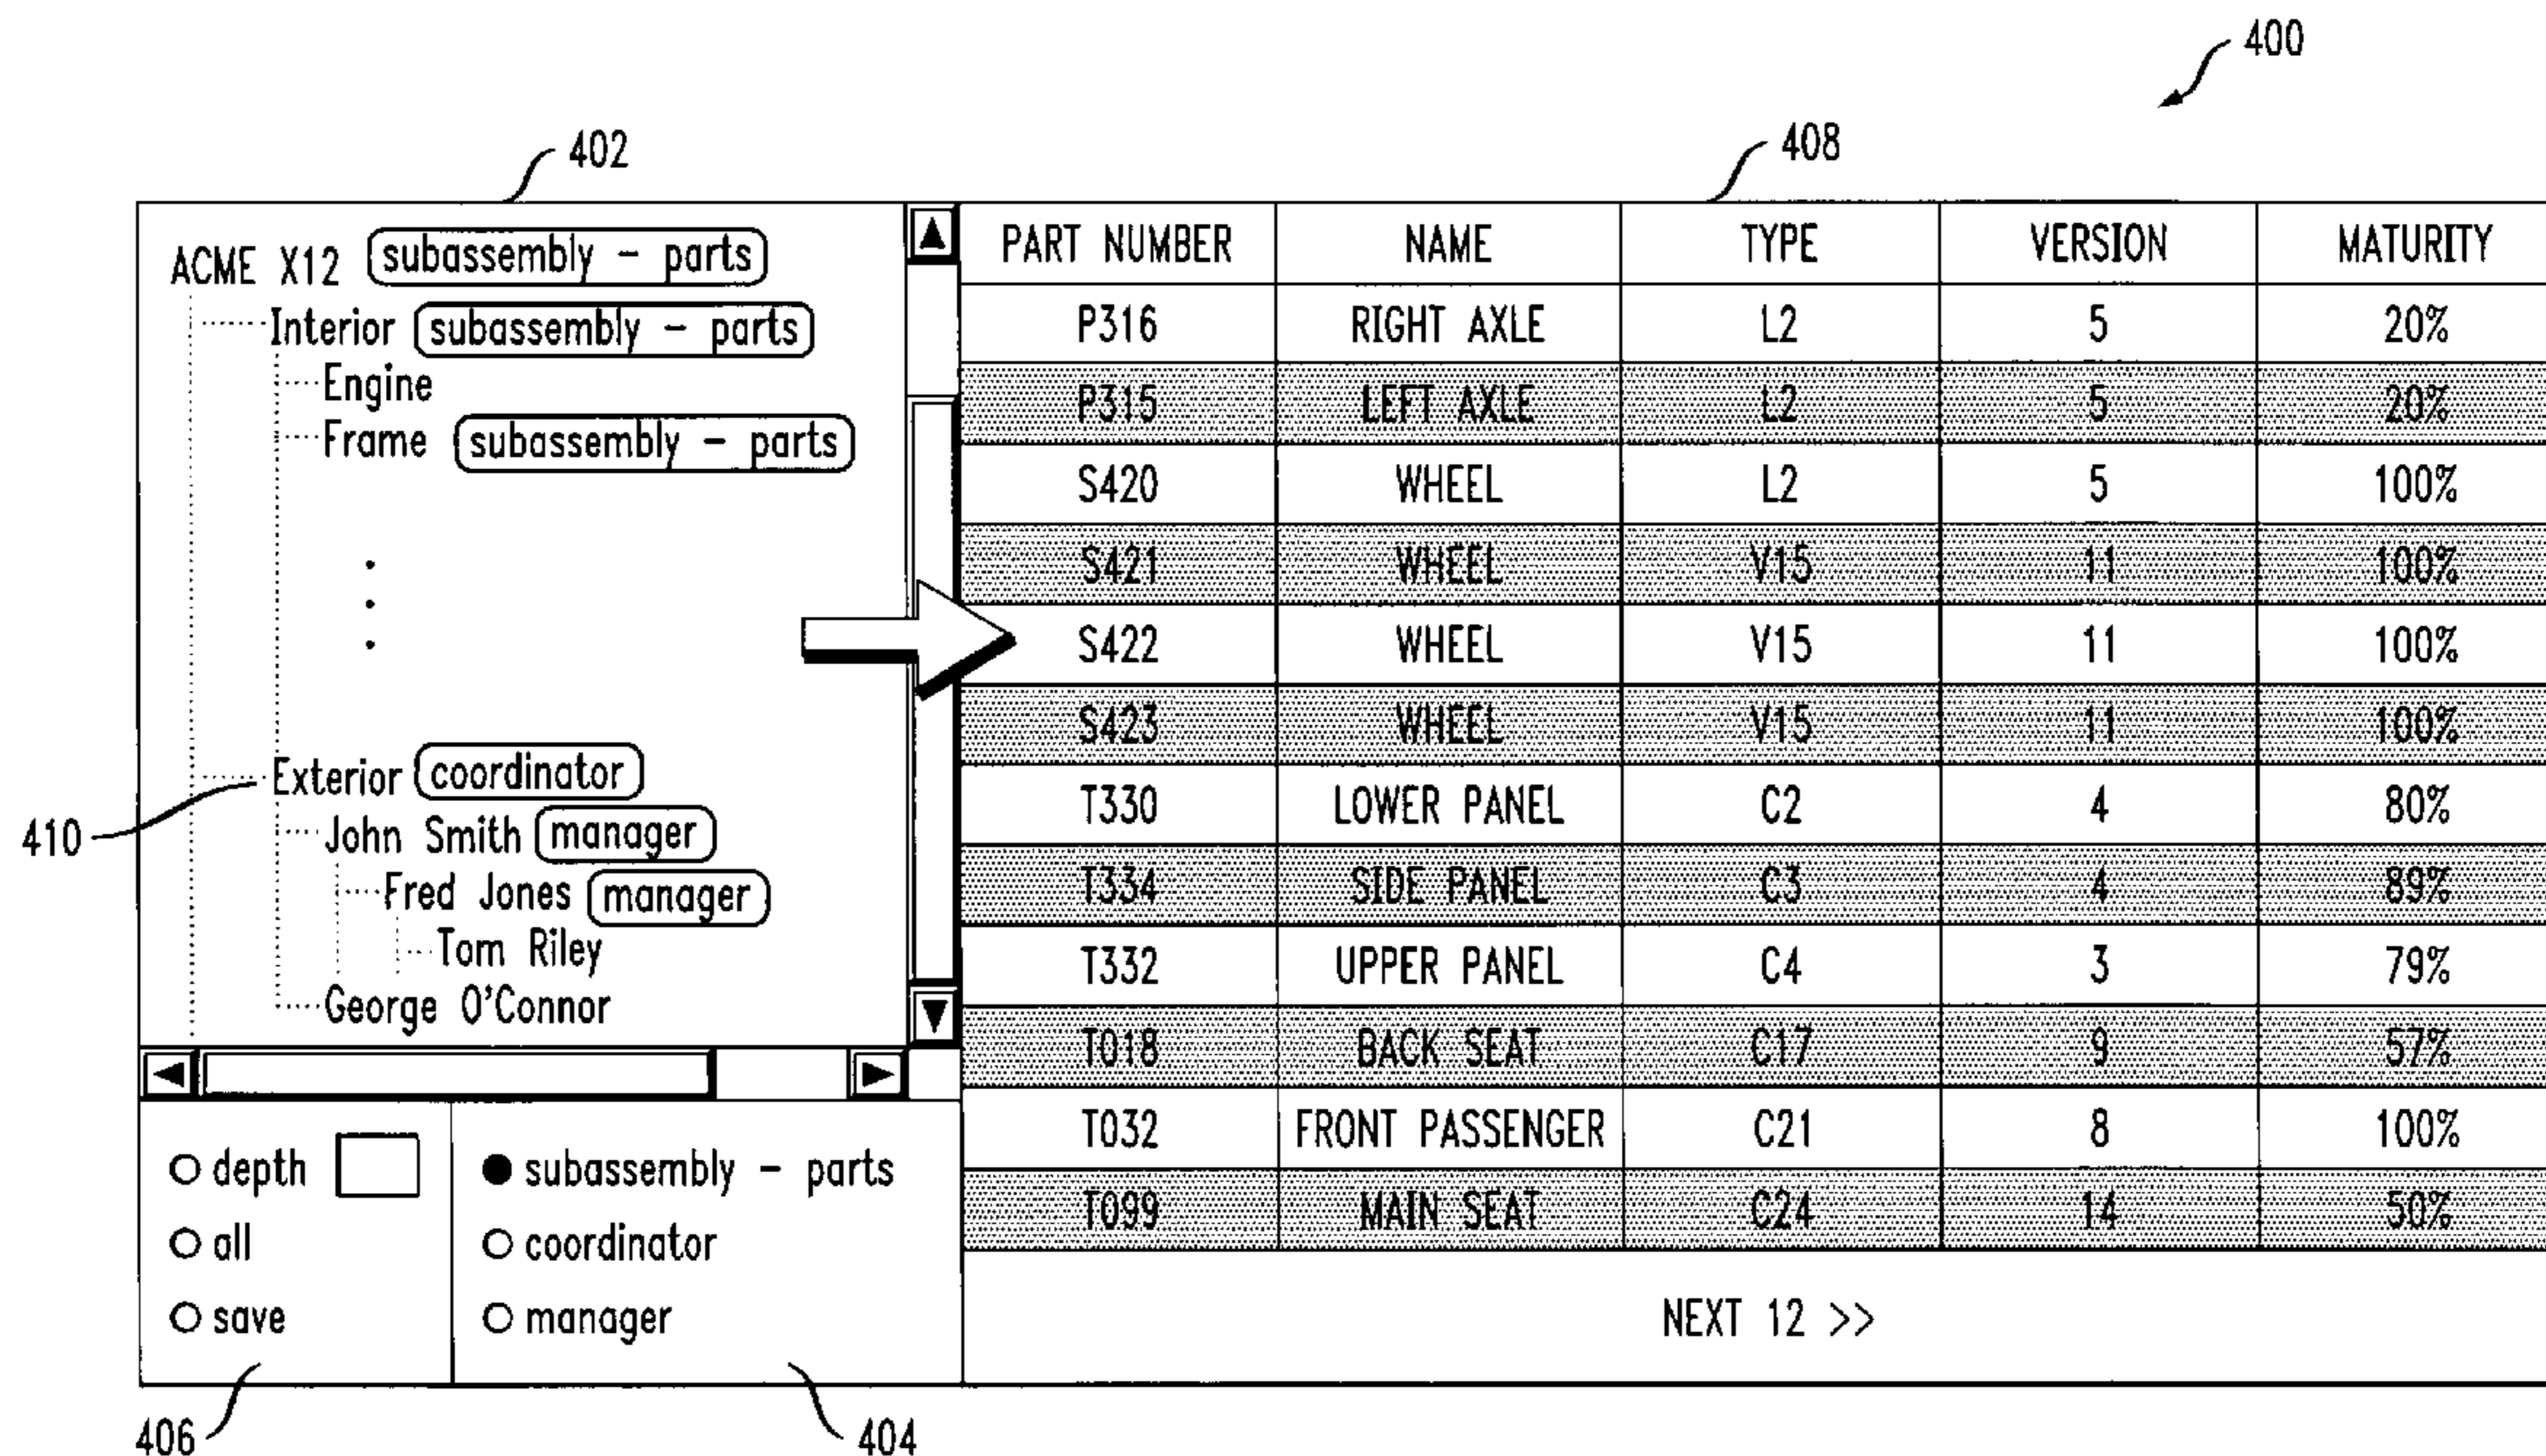 400
402
408
ACME X12 subassembly - parts
Interior subassembly - parts
Engine
Frame subassembly - parts
Exterior coordinator
410
John Smith manager
Fred Jones manager
Tom Riley
George O'Connor
depth
all
save
subassembly - parts
coordinator
manager
406
404
PART NUMBER NAME TYPE VERSION MATURITY
P316 RIGHT AXLE L2 5 20%
P315 LEFT AXLE L2 5 20%
S420 WHEEL L2 5 100%
S421 WHEEL V15 11 100%
S422 WHEEL V15 11 100%
S423 WHEEL V15 11 100%
T330 LOWER PANEL C2 4 80%
T334 SIDE PANEL C3 4 89%
T332 UPPER PANEL C4 3 79%
T018 BACK SEAT C17 9 57%
T032 FRONT PASSENGER C21 8 100%
T099 MAIN SEAT C24 14 50%
NEXT 12 >>